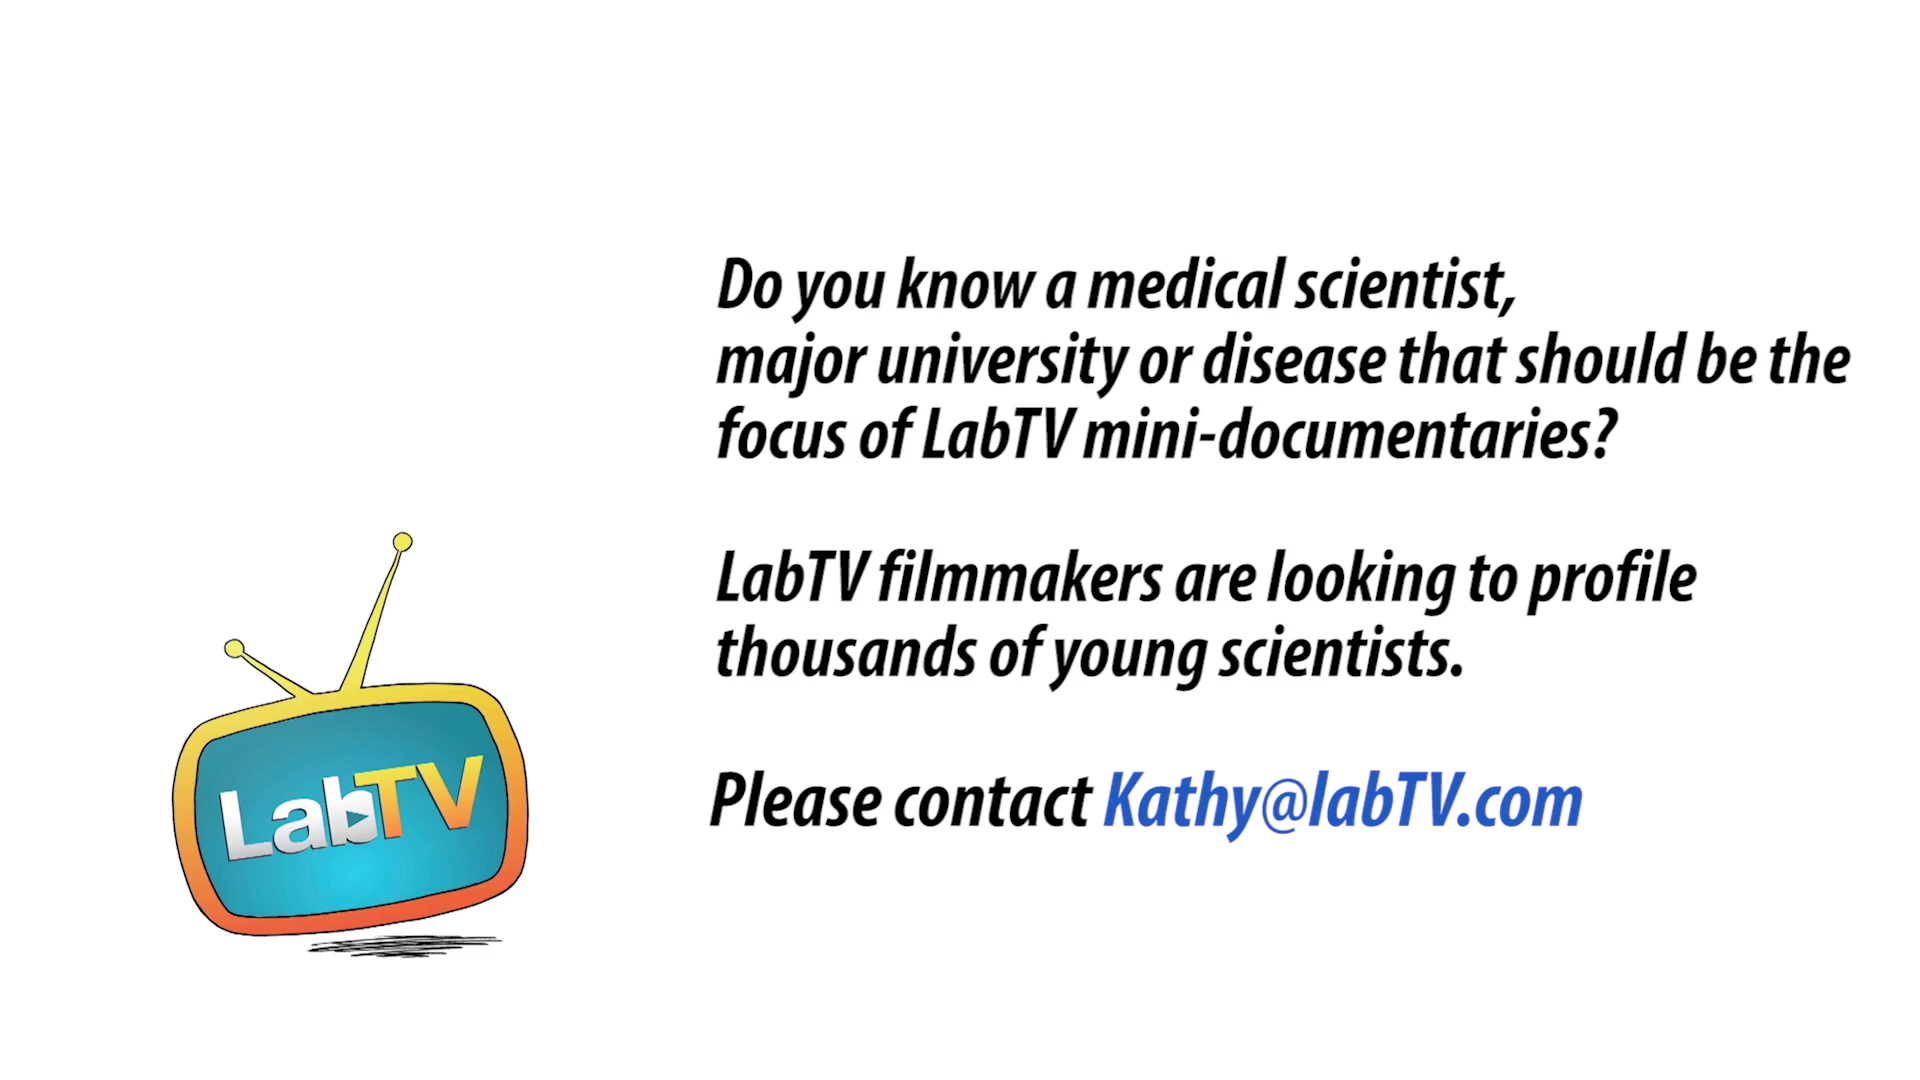 Do you know a medical scientist,
major university or disease that should be the
focus of LabTV mini-documentaries?
LabTV filmmakers are looking to profile
thousands of young scientists.
LabTV
Please contact Kathy@labTV.com